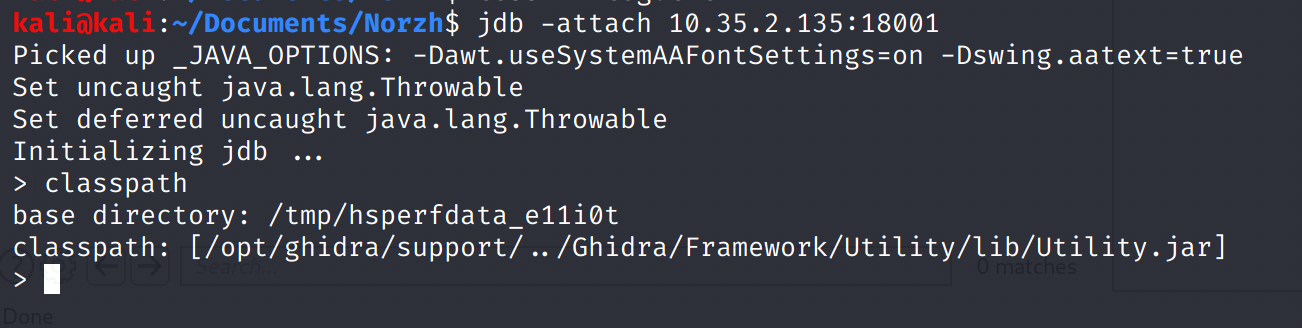 kali@kali:~/Documents/Norzh$ jdb -attach 10.35.2.135:18001
Picked up _JAVA_OPTIONS: -Dawt.useSystemAAFontSettings=on -Dswing.aatext=true
Set uncaught java.lang.Throwable
Set deferred uncaught java.lang.Throwable
Initializing jdb ...
> classpath
base directory: /tmp/hsperfdata_e11i0t
classpath: [/opt/ghidra/support/../Ghidra/Framework/Utility/lib/Utility.jar]
Search...
0 matches
>
Done